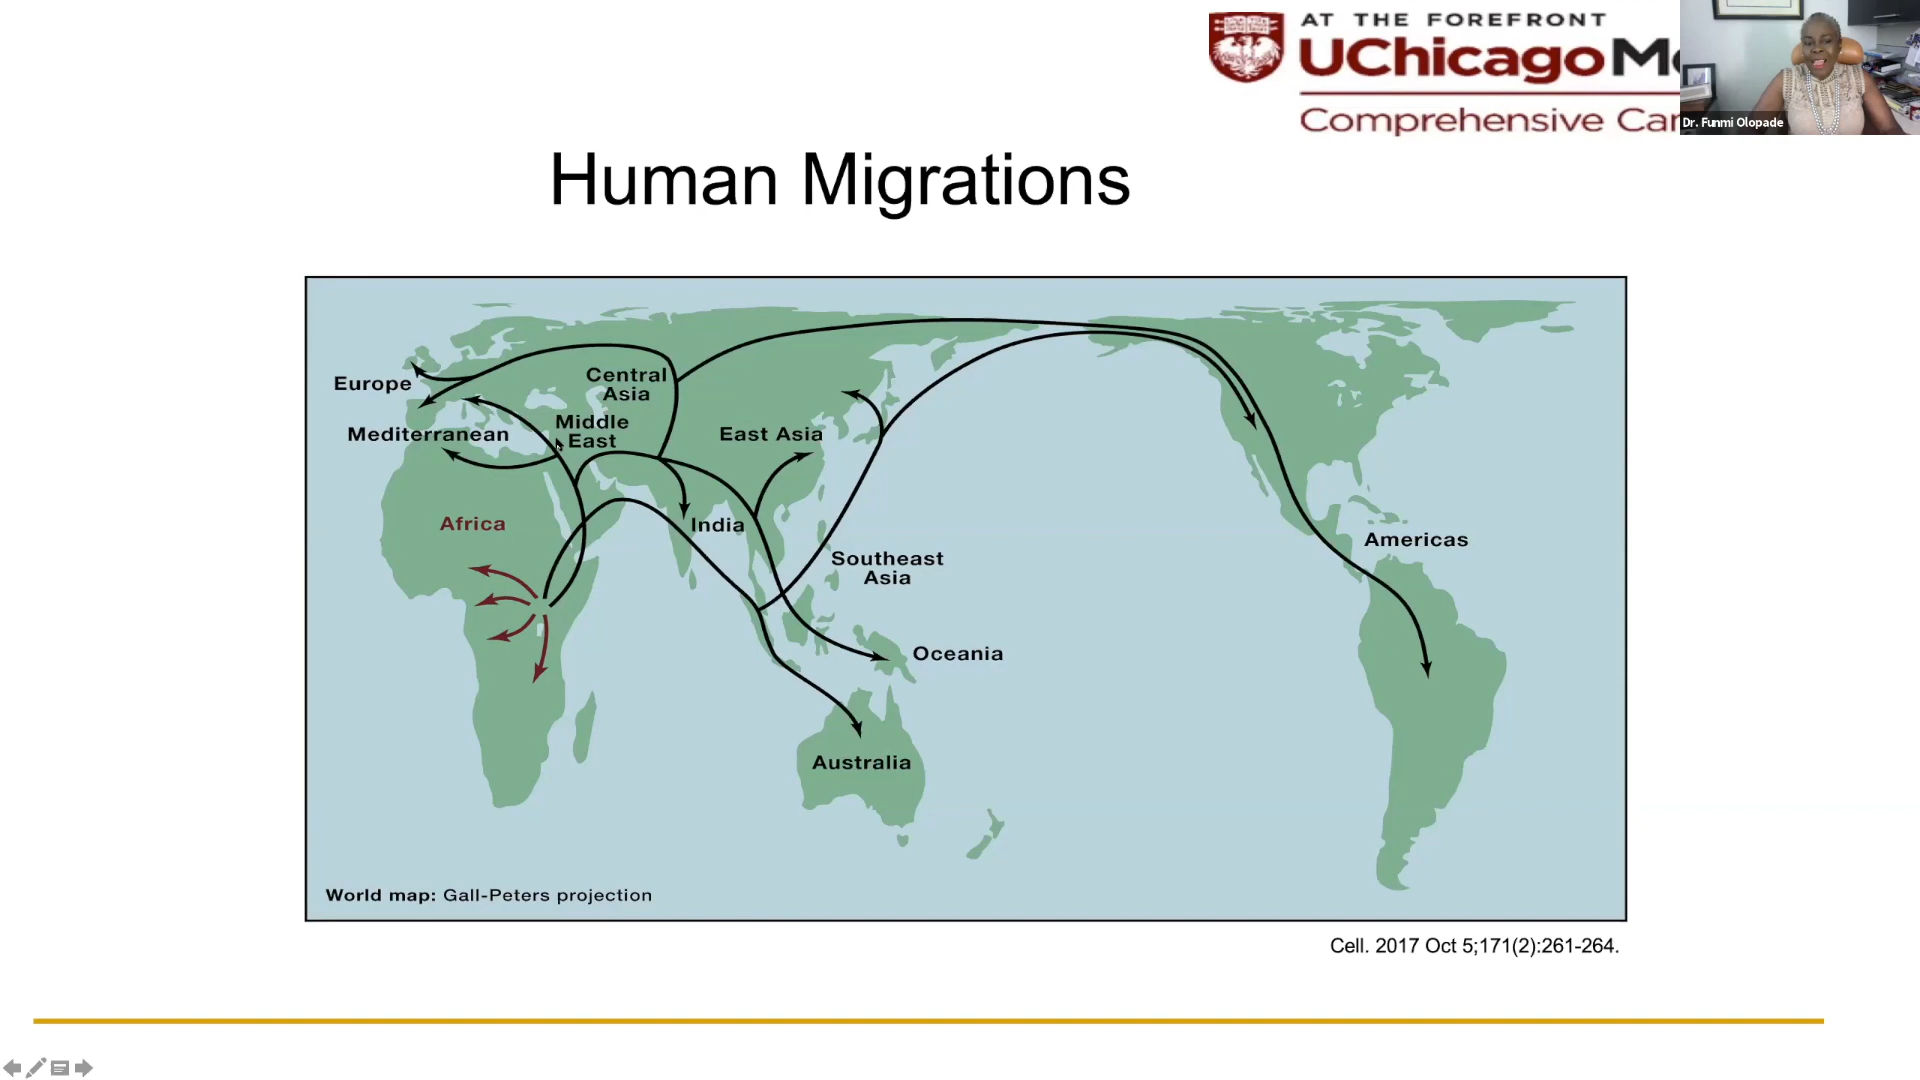 AT THE FOREFRONT
UChicago
Comprehensive
Dr. Funmi Olopade
Human Migrations
Europe
Central
Asia
Middle
East
Mediterranean
East Asia
Africa
India
Southeast
Asia
Americas
Oceania
Australia
World map: Gall-Peters projection
Cell. 2017 Oct 5;171(2):261-264.